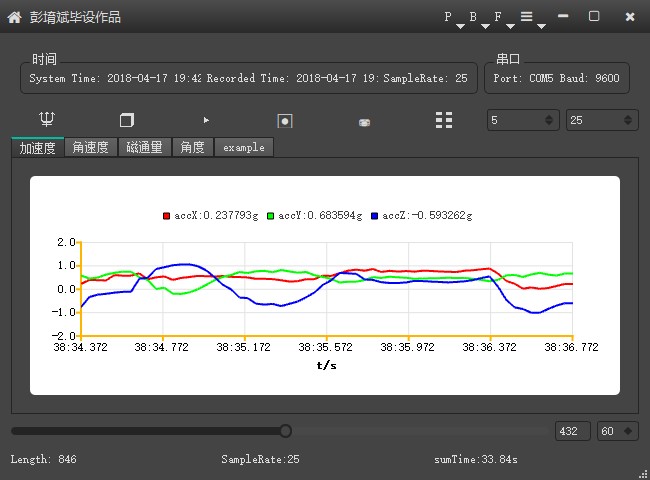 彭堉斌毕设作品 P B F
时间 串口
System Time: 2018-04-17 19:42 Recorded Time: 2018-04-17 19: SampleRate: 25 Port: COM5 Baud: 9600
5 25
加速度 角速度 磁通量 角度 example
accX:0.237793g accY:0.683594g accZ:-0.593262g
2.0
1.0
0.0
-1.0
-2.0
38:34.372 38:34.772 38:35.172 38:35.572 38:35.972 38:36.372 38:36.772
t/s
432 60
Length: 846 SampleRate:25 sumTime:33.84s